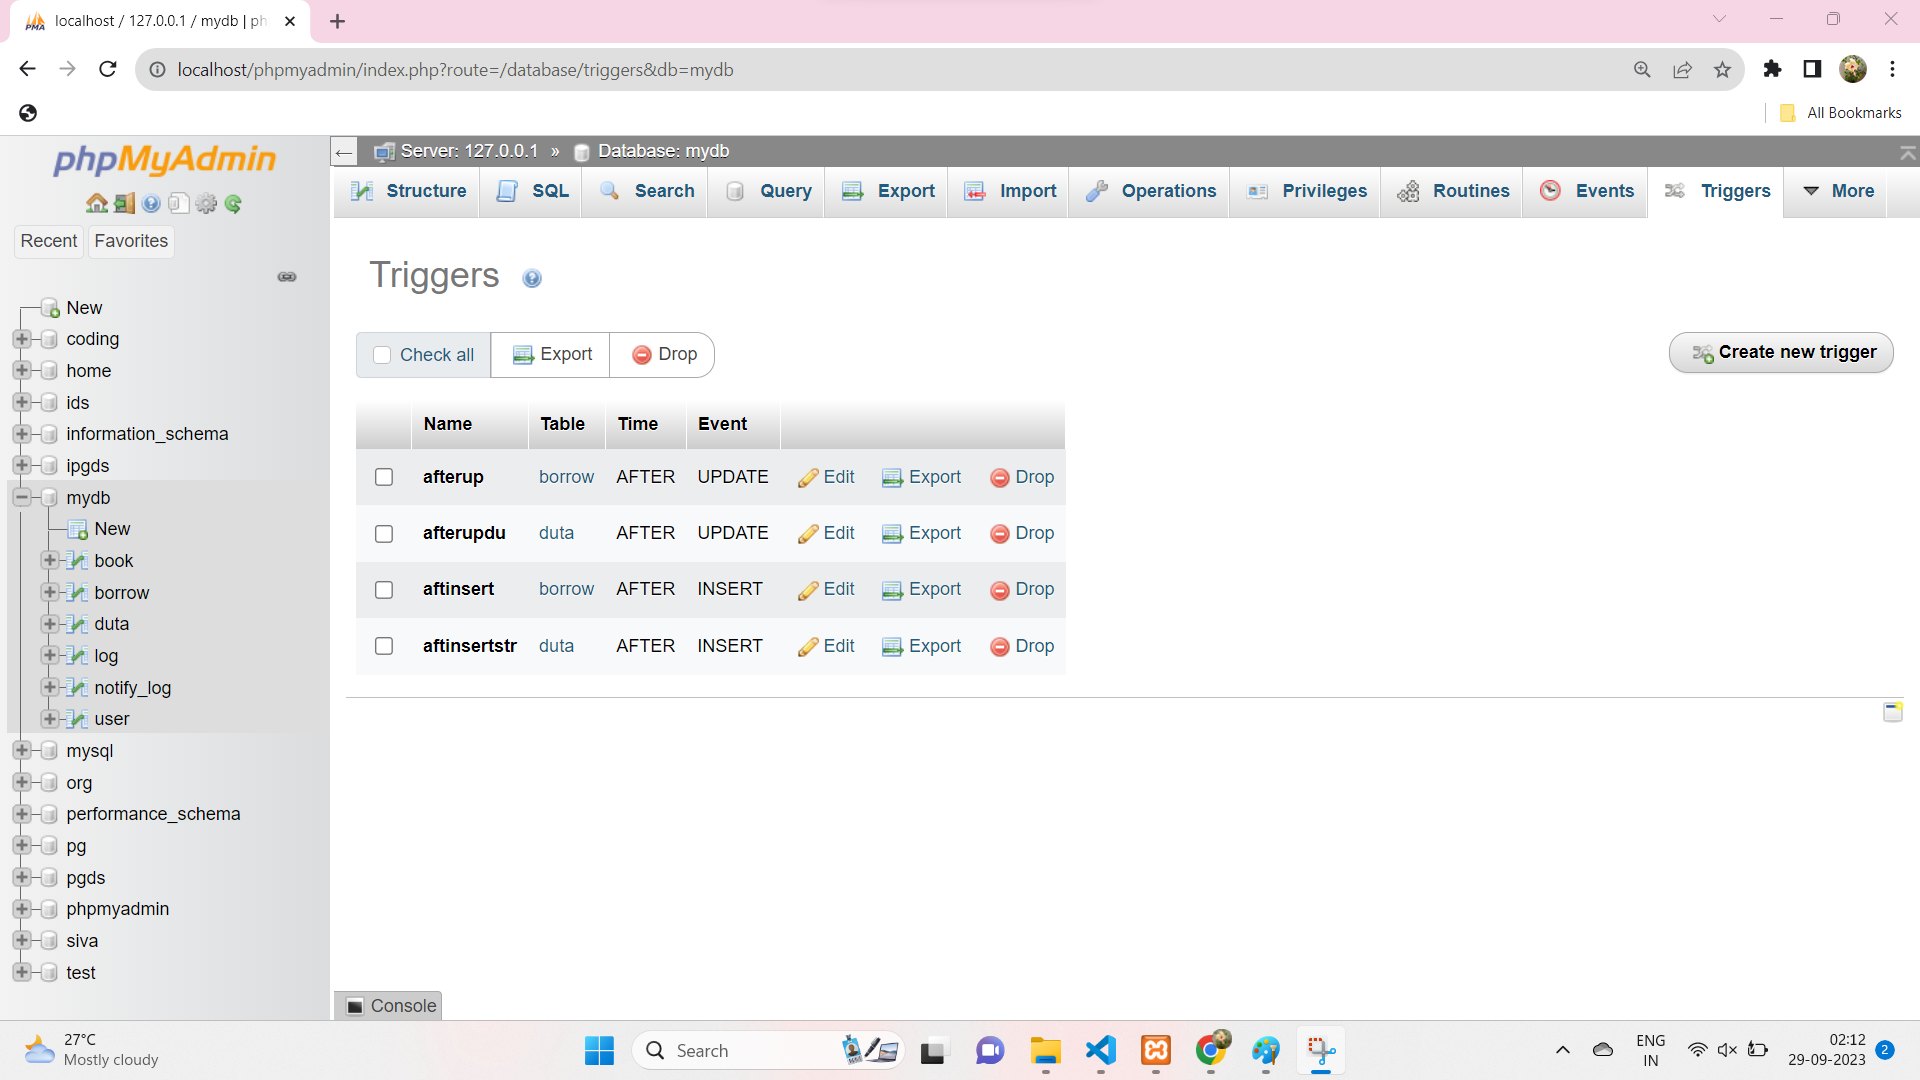 localhost / 127.0.0.1 / mydb | ph
localhost/phpmyadmin/index.php?route=/database/triggers&db=mydb
All Bookmarks
phpMyAdmin
Recent
Favorites
New
coding
home
ids
information_schema
ipgds
mydb
New
book
borrow
duta
log
notify_log
user
mysql
org
performance_schema
pg
pgds
phpmyadmin
siva
test
Server: 127.0.0.1 » Database: mydb
Structure SQL Search Query Export Import Operations Privileges Routines Events Triggers More
Triggers
Check all Export Drop
Create new trigger
Name Table Time Event
afterup borrow AFTER UPDATE Edit Export Drop
afterupdu duta AFTER UPDATE Edit Export Drop
aftinsert borrow AFTER INSERT Edit Export Drop
aftinsertstr duta AFTER INSERT Edit Export Drop
Console
27°C
Mostly cloudy
Search
ENG
IN
02:12
29-09-2023
2